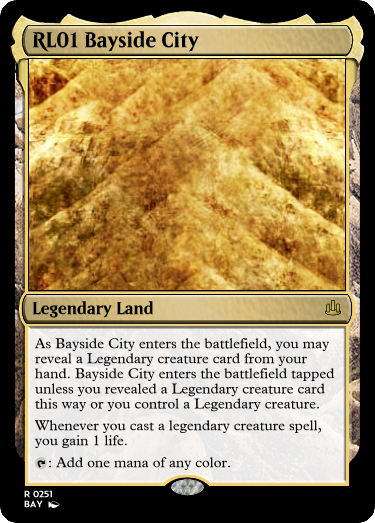 RL01 Bayside City
Legendary Land
As Bayside City enters the battlefield, you may
reveal a Legendary creature card from your
hand. Bayside City enters the battlefield tapped
unless you revealed a Legendary creature card
this way or you control a Legendary creature.
Whenever you cast a legendary creature spell,
you gain 1 life.
: Add one mana of any color.
R 0251
BAY